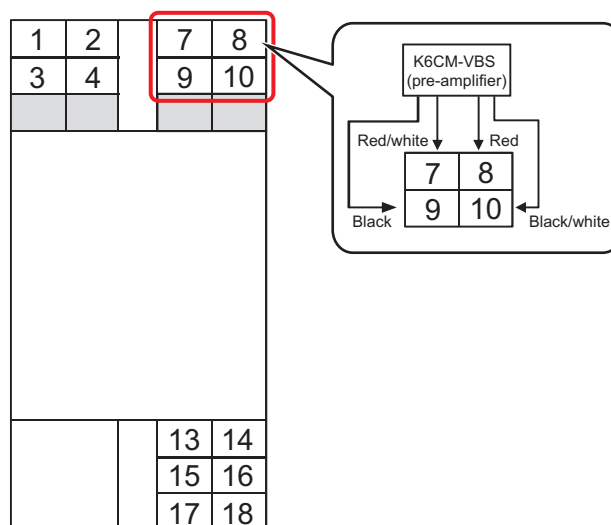 1 2 7 8
3 4 9 10
K6CM-VBS
(pre-amplifier)
Red/white Red
7 8
9 10
Black Black/white
13 14
15 16
17 18